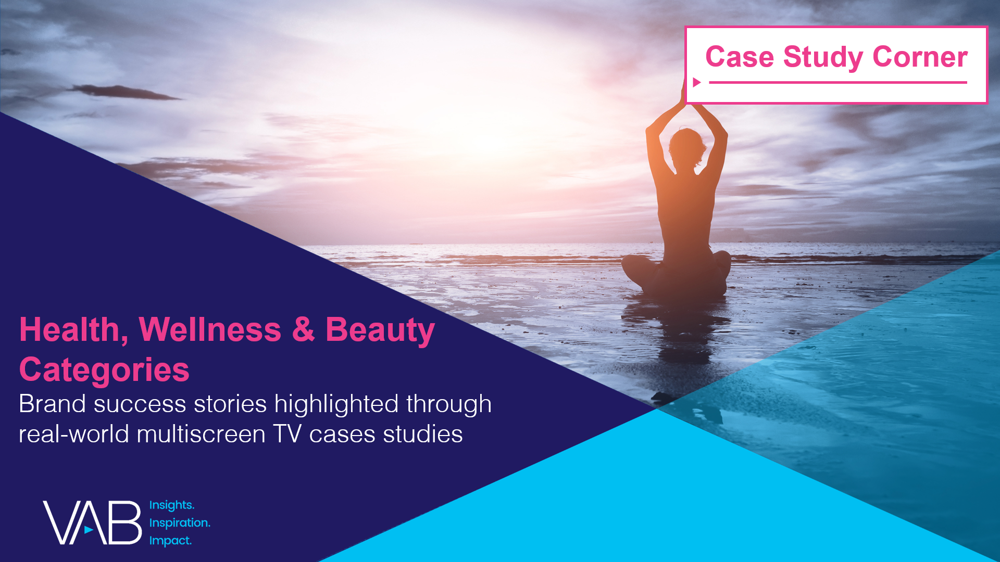 Case Study Corner
Health, Wellness & Beauty
Categories
Brand success stories highlighted through
real-world multiscreen TV cases studies
VAB
Insights.
Inspiration.
Impact.